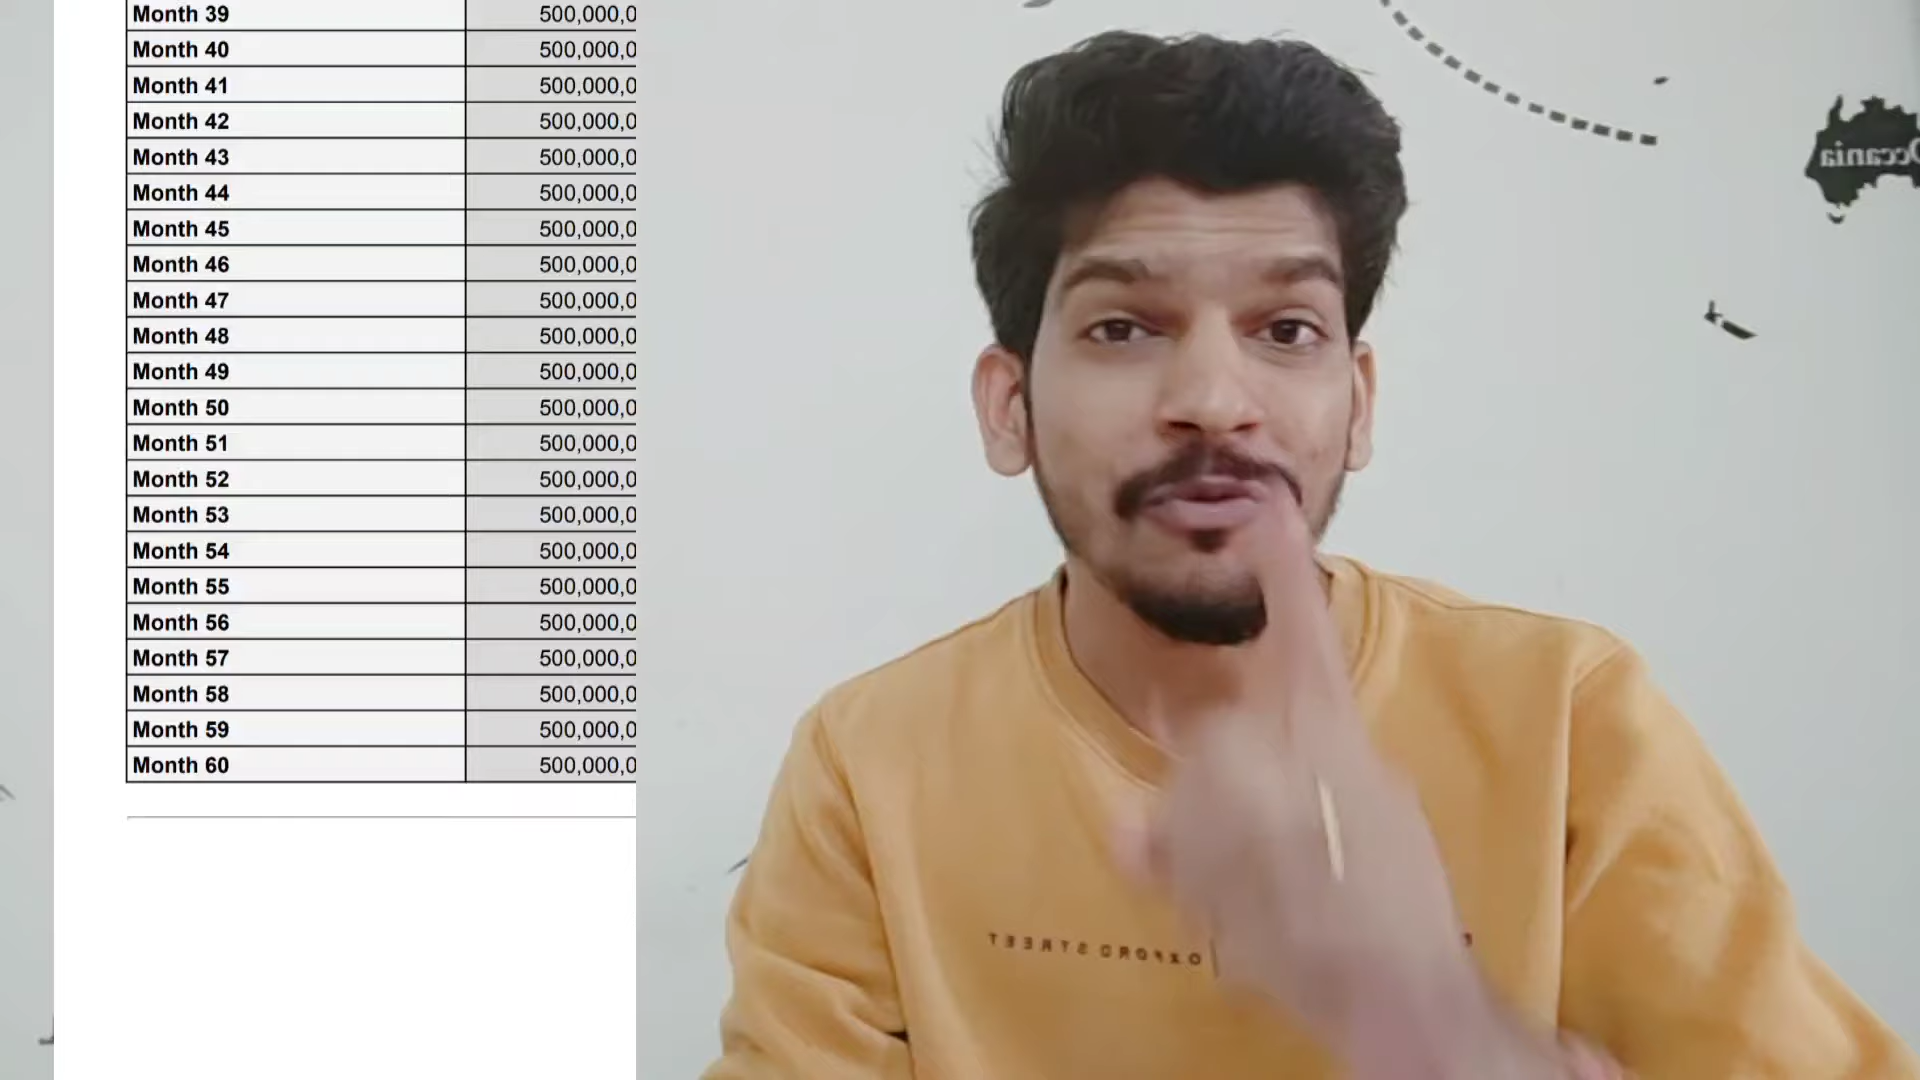 Month 39 500,000,0
Month 40 500,000,0
Month 41 500,000,0
Month 42 500,000,0
Month 43 500,000,0
Month 44 500,000,0
Month 45 500,000,0
Month 46 500,000,0
Month 47 500,000,0
Month 48 500,000,0
Month 49 500,000,0
Month 50 500,000,0
Month 51 500,000,0
Month 52 500,000,0
Month 53 500,000,0
Month 54 500,000,0
Month 55 500,000,0
Month 56 500,000,0
Month 57 500,000,0
Month 58 500,000,0
Month 59 500,000,0
Month 60 500,000,0
Oceania
OXFORD STREET